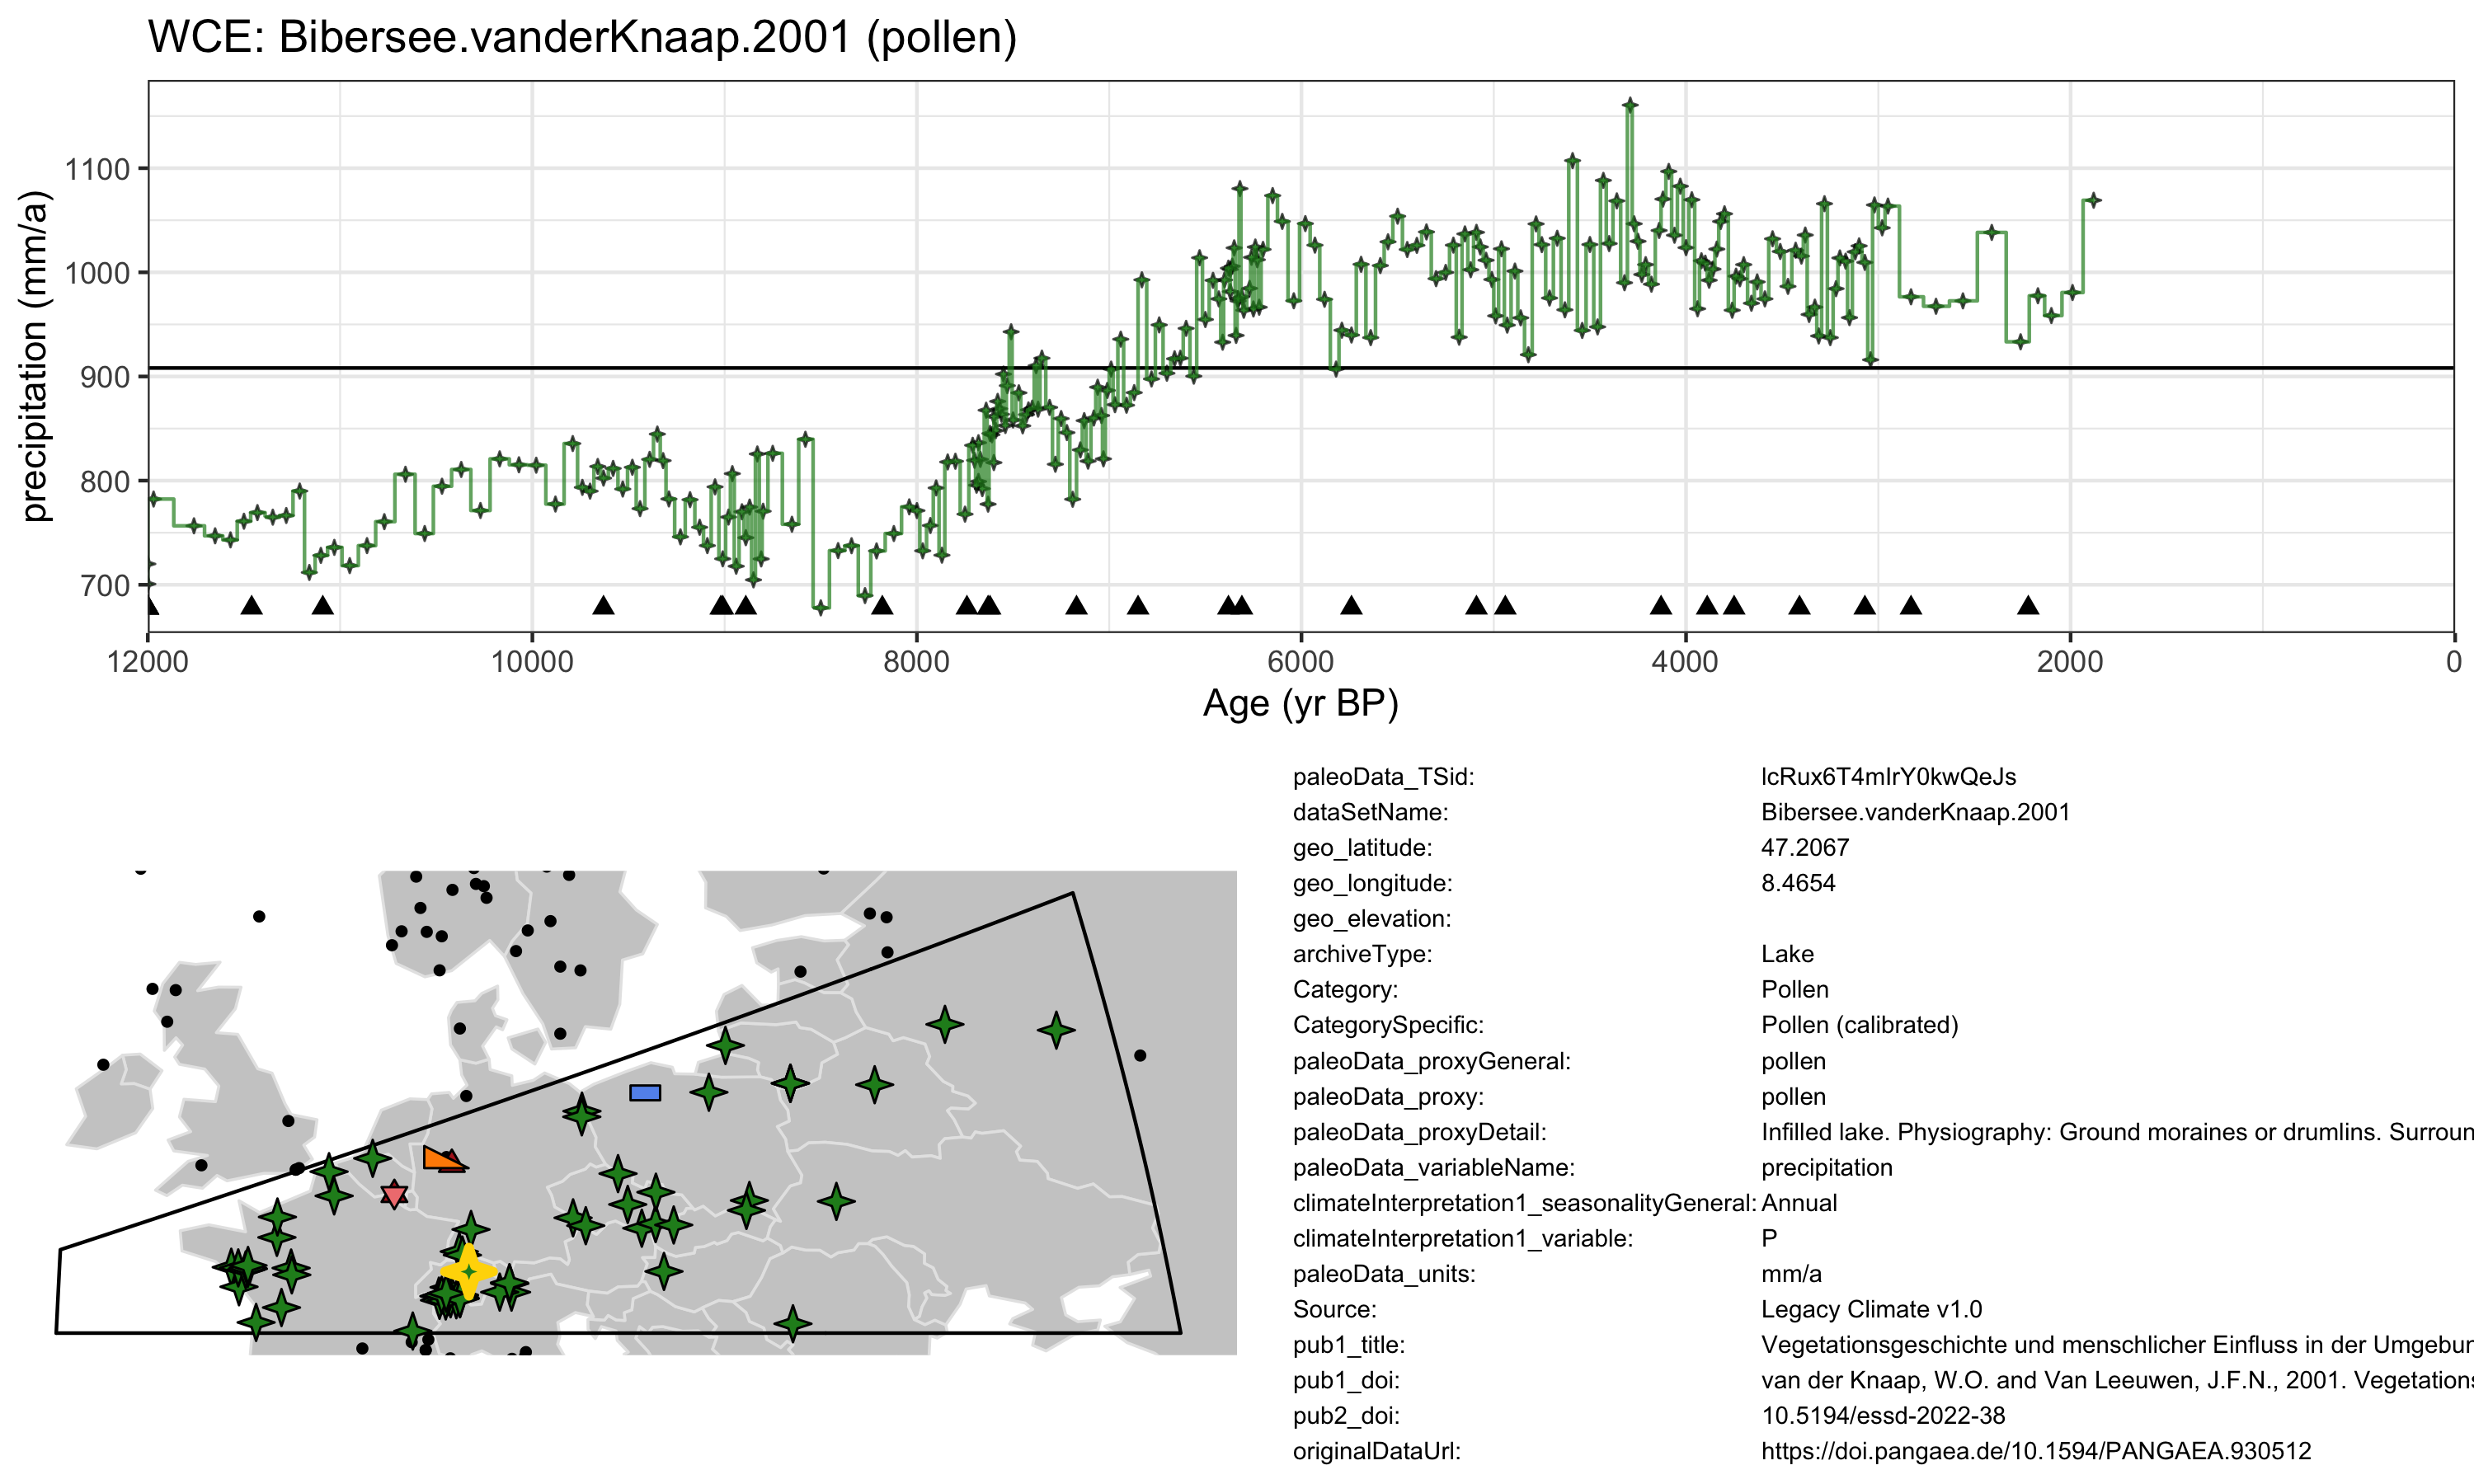 WCE: Bibersee.vanderKnaap.2001 (pollen)
precipitation (mm/a)
1100
1000
900
800
700
12000 10000 8000 6000 4000 2000 0
Age (yr BP)
paleoData_TSid: lcRux6T4mIrY0kwQeJs
dataSetName: Bibersee.vanderKnaap.2001
geo_latitude: 47.2067
geo_longitude: 8.4654
geo_elevation:
archiveType: Lake
Category: Pollen
CategorySpecific: Pollen (calibrated)
paleoData_proxyGeneral: pollen
paleoData_proxy: pollen
paleoData_proxyDetail: Infilled lake. Physiography: Ground moraines or drumlins. Surroun
paleoData_variableName: precipitation
climateInterpretation1_seasonalityGeneral: Annual
climateInterpretation1_variable: P
paleoData_units: mm/a
Source: Legacy Climate v1.0
pub1_title: Vegetationsgeschichte und menschlicher Einfluss in der Umgebur
pub1_doi: van der Knaap, W.O. and Van Leeuwen, J.F.N., 2001. Vegetations
pub2_doi: 10.5194/essd-2022-38
originalDataUrl: https://doi.pangaea.de/10.1594/PANGAEA.930512